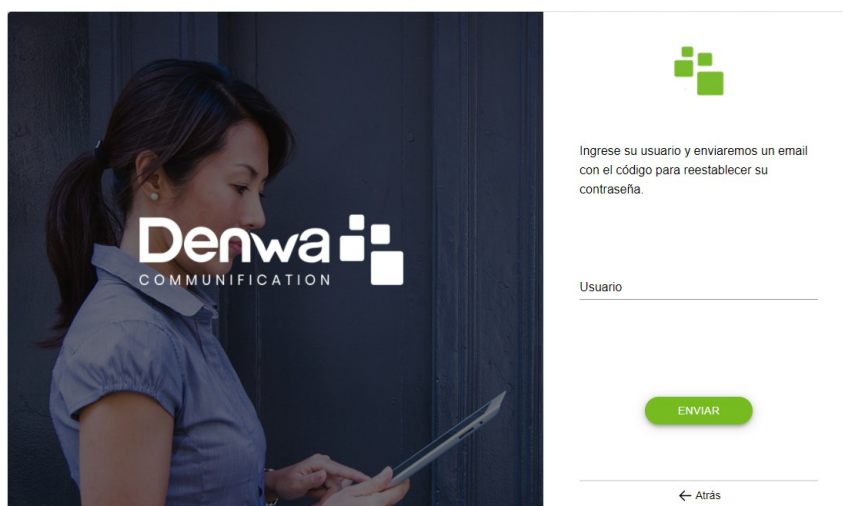 Denwa
COMMUNIFICATION
Ingrese su usuario y enviaremos un email
con el código para reestablecer su
contraseña.
Usuario
ENVIAR
← Atrás